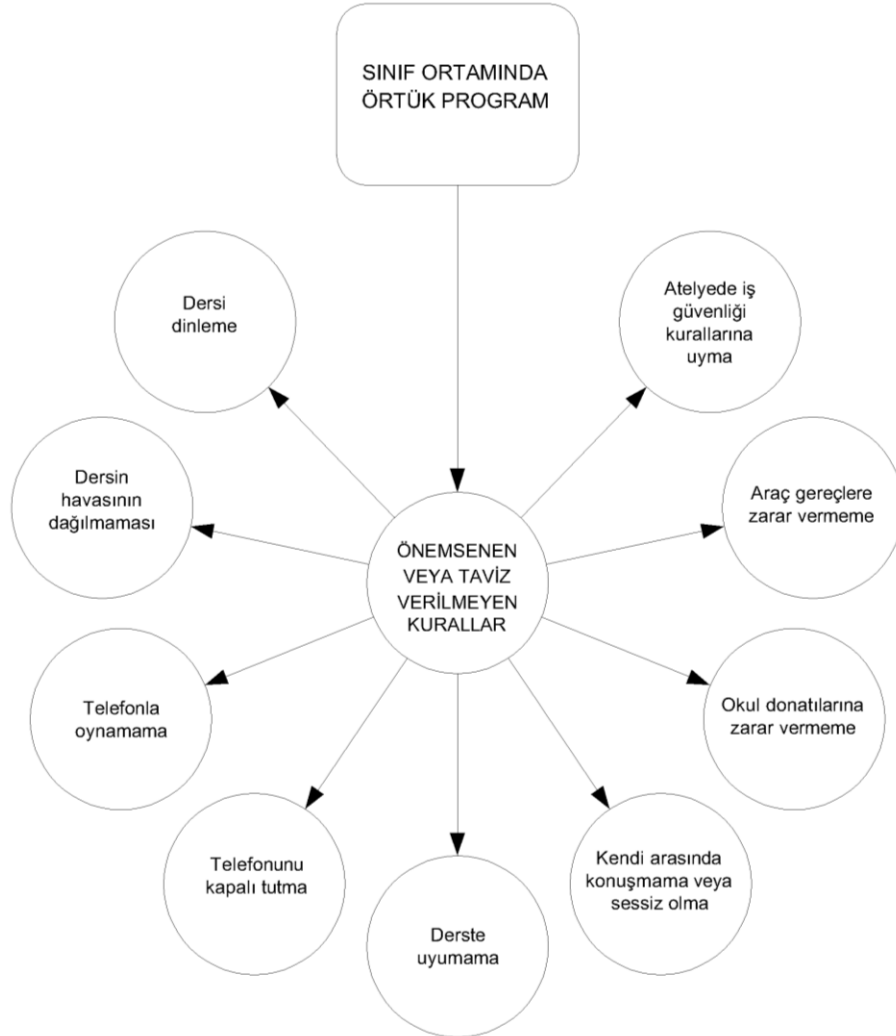 SINIF ORTAMINDA
ÖRTÜK PROGRAM
Dersi
dinleme
Atelyede iş
güvenliği
kurallarına
uyma
Dersin
havasının
dağılmaması
Araç gereçlere
zarar vermeme
ÖNEMSENEN
VEYA TAVİZ
VERİLMEYEN
KURALLAR
Telefonla
oynamama
Okul donatılarına
zarar vermeme
Telefonunu
kapalı tutma
Kendi arasında
konuşmama veya
sessiz olma
Derste
uyumama